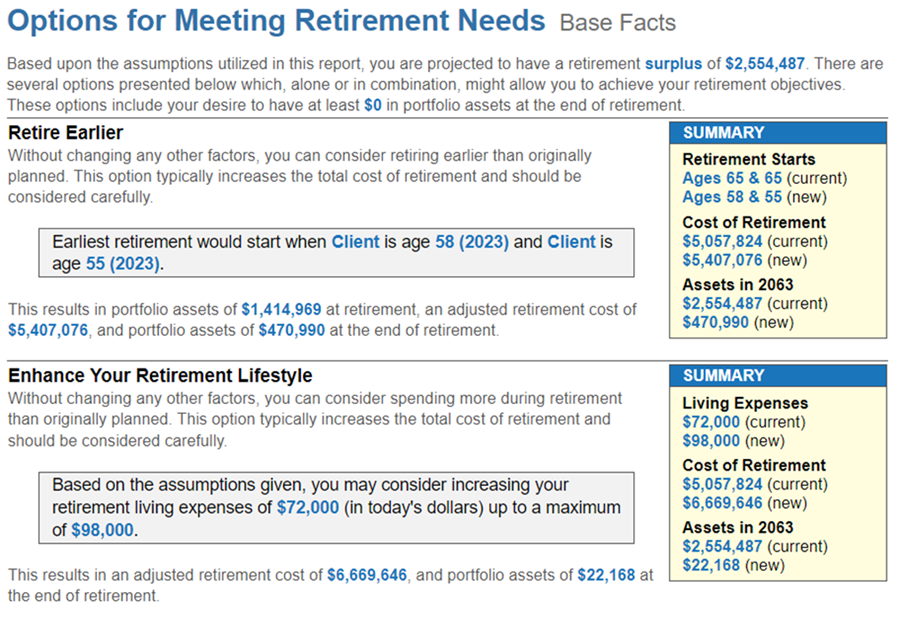 Options for Meeting Retirement Needs Base Facts
Based upon the assumptions utilized in this report, you are projected to have a retirement surplus of $2,554,487. There are
several options presented below which, alone or in combination, might allow you to achieve your retirement objectives.
These options include your desire to have at least $0 in portfolio assets at the end of retirement.
Retire Earlier
Without changing any other factors, you can consider retiring earlier than originally
planned. This option typically increases the total cost of retirement and should be
considered carefully.
Earliest retirement would start when Client is age 58 (2023) and Client is
age 55 (2023).
This results in portfolio assets of $1,414,969 at retirement, an adjusted retirement cost of
$5,407,076, and portfolio assets of $470,990 at the end of retirement.
SUMMARY
Retirement Starts
Ages 65 & 65 (current)
Ages 58 & 55 (new)
Cost of Retirement
$5,057,824 (current)
$5,407,076 (new)
Assets in 2063
$2,554,487 (current)
$470,990 (new)
Enhance Your Retirement Lifestyle
Without changing any other factors, you can consider spending more during retirement
than originally planned. This option typically increases the total cost of retirement and
should be considered carefully.
Based on the assumptions given, you may consider increasing your
retirement living expenses of $72,000 (in today's dollars) up to a maximum
of $98,000.
This results in an adjusted retirement cost of $6,669,646, and portfolio assets of $22,168 at
the end of retirement.
SUMMARY
Living Expenses
$72,000 (current)
$98,000 (new)
Cost of Retirement
$5,057,824 (current)
$6,669,646 (new)
Assets in 2063
$2,554,487 (current)
$22,168 (new)